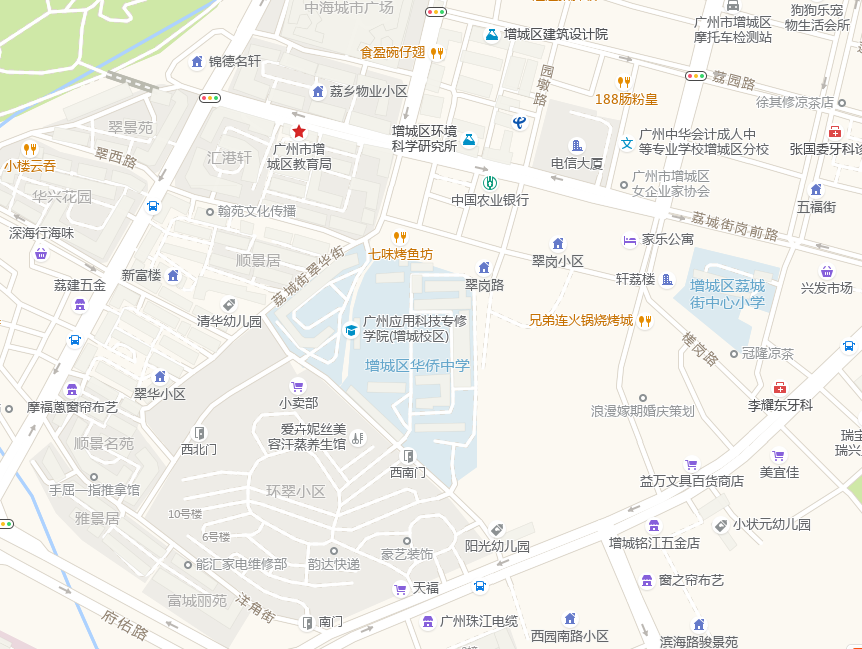 中海城市广场
狗狗乐宠
物生活会所
广州市增城区
摩托车检测站
增城区建筑设计院
食盈碗仔翅
锦德名轩
荔乡物业小区
园墩路
荔园路
188肠粉皇
徐其修凉茶店
翠景苑
汇港轩
广州市增
城区教育局
增城区环境
科学研究所
电信大厦
广州中华会计成人中
等专业学校增城区分校
张国委牙科诊
小楼云吞
翠西路
华兴花园
翰苑文化传播
中国农业银行
广州市增城区
女企业家协会
五福街
荔城街岗前路
深海行海味
顺景居
荔城街翠华街
七味烤鱼坊
翠岗小区
家乐公寓
新富楼
荔建五金
翠岗路
轩荔楼
增城区荔城
街中心小学
兴发市场
清华幼儿园
广州应用科技专修
学院(增城校区)
兄弟连火锅烧烤城
槎岗路
冠隆凉茶
增城区华侨中学
翠华小区
小卖部
摩福蕙窗帘布艺
浪漫嫁期婚庆策划
李耀东牙科
爱卉妮丝美
容汗蒸养生馆
顺景名苑
西北门
西南门
瑞宝
瑞兴
美宜佳
益万文具百货商店
手屈一指推拿馆
环翠小区
10号楼
雅景居
6号楼
小状元幼儿园
阳光幼儿园
增城铭江五金店
豪艺装饰
韵达快递
能汇家电维修部
窗之帘布艺
天福
富城丽苑
洋角街
南门
广州珠江电缆
府佑路
西园南路小区
滨海路骏景苑